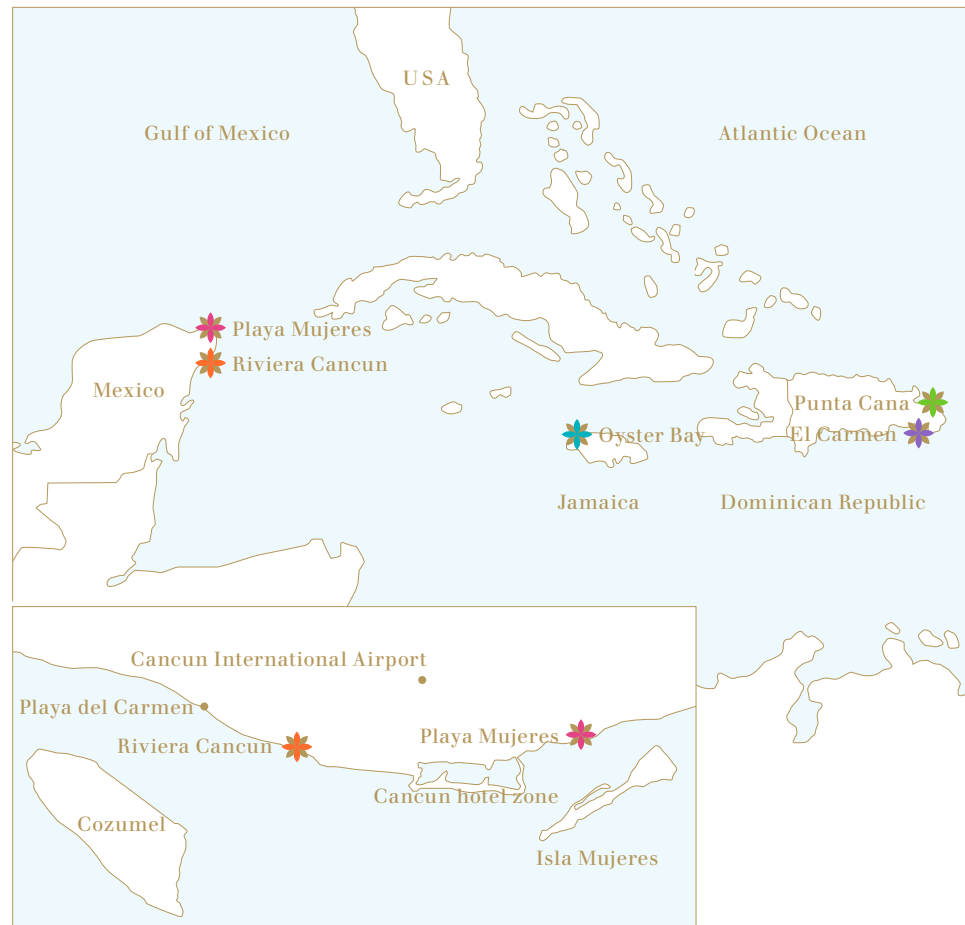 USA
Gulf of Mexico
Atlantic Ocean
Playa Mujeres
Riviera Cancun
Mexico
Punta Cana
Oyster Bay
El Carmen
Jamaica
Dominican Republic
Cancun International Airport
Playa del Carmen
Playa Mujeres
Riviera Cancun
Cancun hotel zone
Cozumel
Isla Mujeres